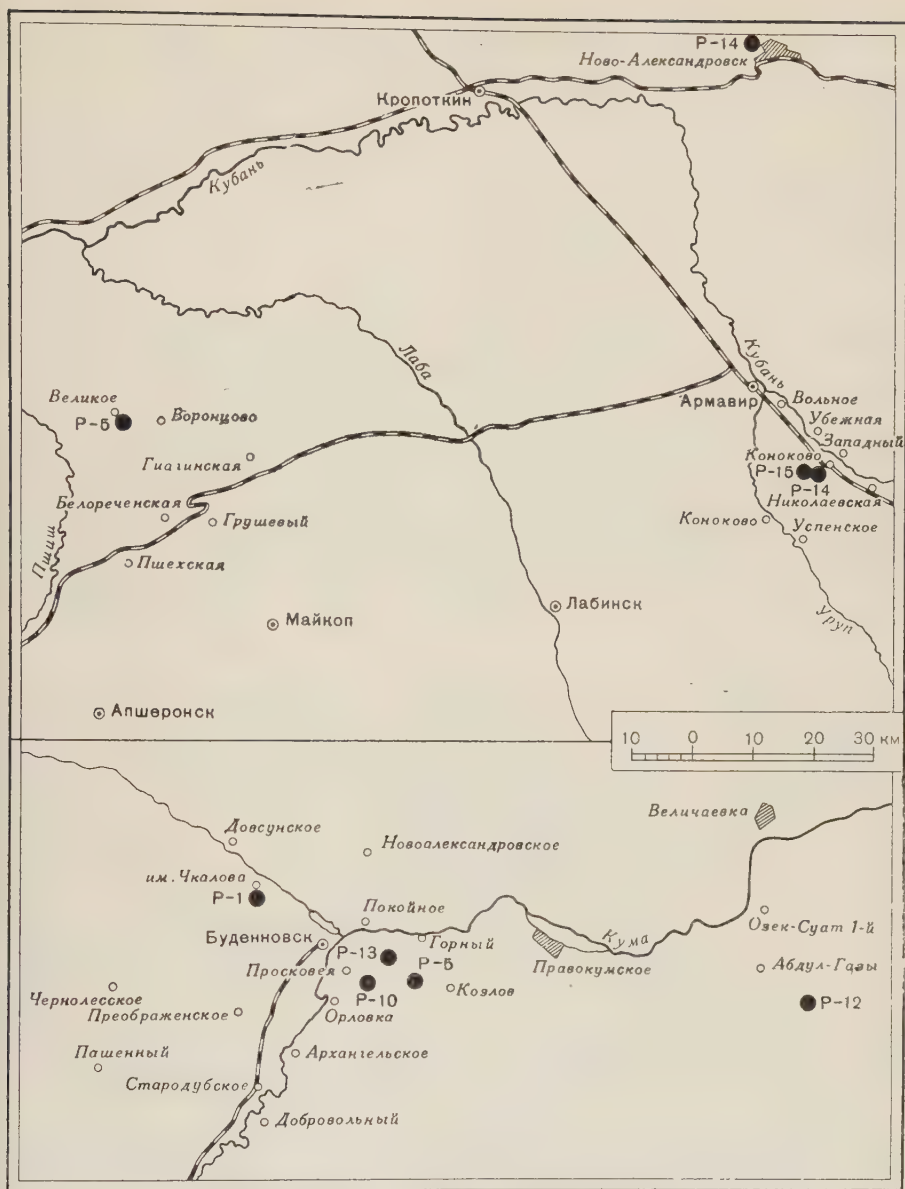 Р-14
Ново-Александровск
Кропоткин
Кубань
Лаба
Кубань
Великое
Р-5
Воронцово
Армавир
Вольное
Убежная
Западный
Гиагинская
Коноково
Р-15
Р-14
Николаевская
Белореченская
Грушевый
Коноково
Успенское
Пшиш
Пшехская
Майкоп
Лабинск
Уруп
Апшеронск
10 0 10 20 30 км
Величаевка
Довсунское
Новоалександровское
им. Чкалова
Р-1
Покойное
Озек-Суат 1-й
Буденновск
Горный
Кума
Р-13
Р-5
Правокумское
Просковея
Абдул-Газы
Чернолесское
Р-10
Козлов
Р-12
Преображенское
Орловка
Пашенный
Архангельское
Стародубское
Добровольный